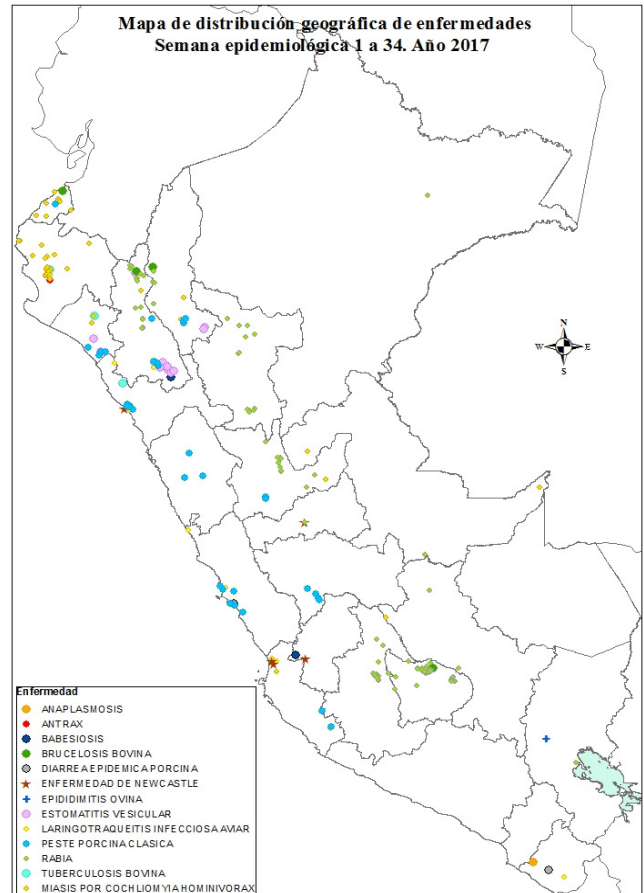 Mapa de distribución geográfica de enfermedades
Semana epidemiológica 1 a 34. Año 2017
N
W E
S
Enfermedad
ANAPLASMOSIS
ANTRAX
BABESIOSIS
BRUCELOSIS BOVINA
DIARREA EPIDEMICA PORCINA
ENFERMEDAD DE NEWCASTLE
EPIDIDIMITIS OVINA
ESTOMATITIS VESICULAR
LARINGOTRAQUEITIS INFECCIOSA AVIAR
PESTE PORCINA CLASICA
RABIA
TUBERCULOSIS BOVINA
MIASIS POR COCHLIOMYIA HOMINIVORAX